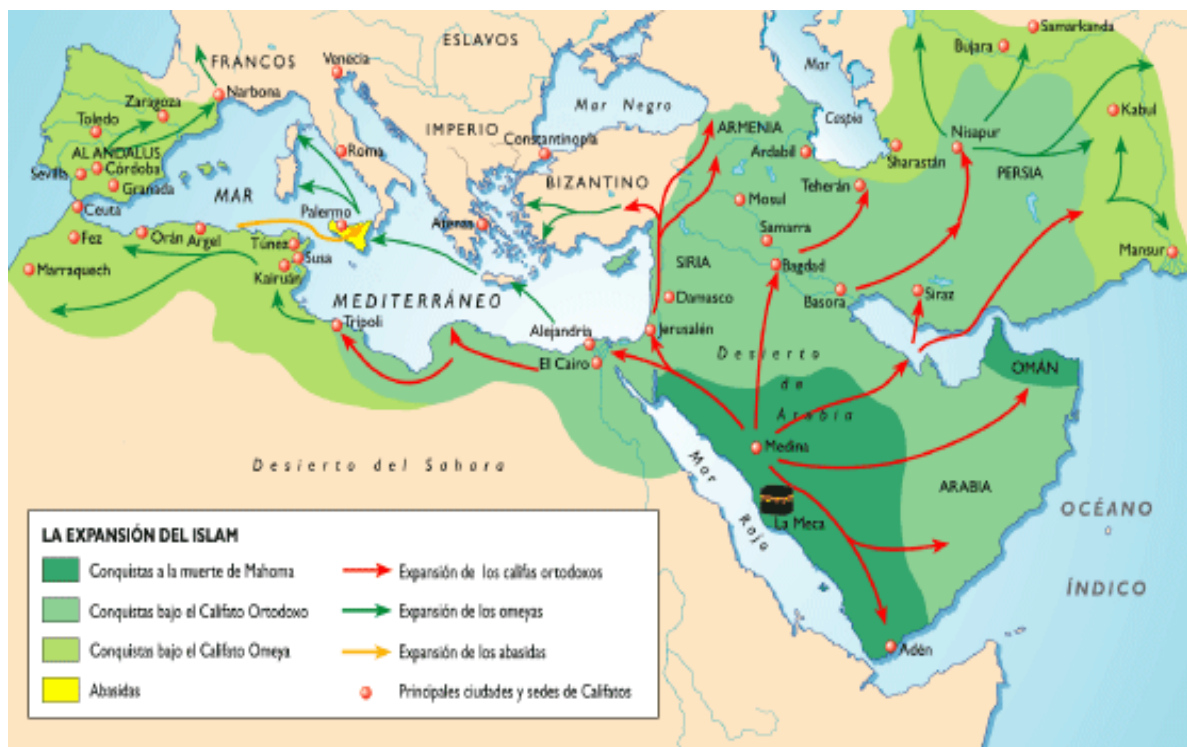 ESLAVOS
Samarkanda
Bujara
FRANCOS
Venecia
Mar
Caspio
Narbona
Zaragoza
Mar Negro
Kabul
Toledo
IMPERIO
Constantinopla
ARMENIA
Nisapur
AL ANDALUS
Roma
Ardabil
Sharastán
Córdoba
Sevilla
BIZANTINO
PERSIA
Granada
MAR
Teherán
Mosul
Ceuta
Palermo
Atenas
Fez
Orán
Argel
Túnez
Samarra
Mansur
Susa
SIRIA
Bagdad
Marraquech
Kairuán
MEDITERRÁNEO
Damasco
Basora
Siraz
Trípoli
Alejandría
Jerusalén
El Cairo
Desierto
de
Arabia
OMÁN
Medina
Desierto del Sahara
Mar
Rojo
ARABIA
La Meca
OCÉANO
ÍNDICO
Adén
LA EXPANSIÓN DEL ISLAM
Conquistas a la muerte de Mahoma
Conquistas bajo el Califato Ortodoxo
Conquistas bajo el Califato Omeya
Abasidas
Expansión de los califas ortodoxos
Expansión de los omeyas
Expansión de los abasidas
Principales ciudades y sedes de Califatos